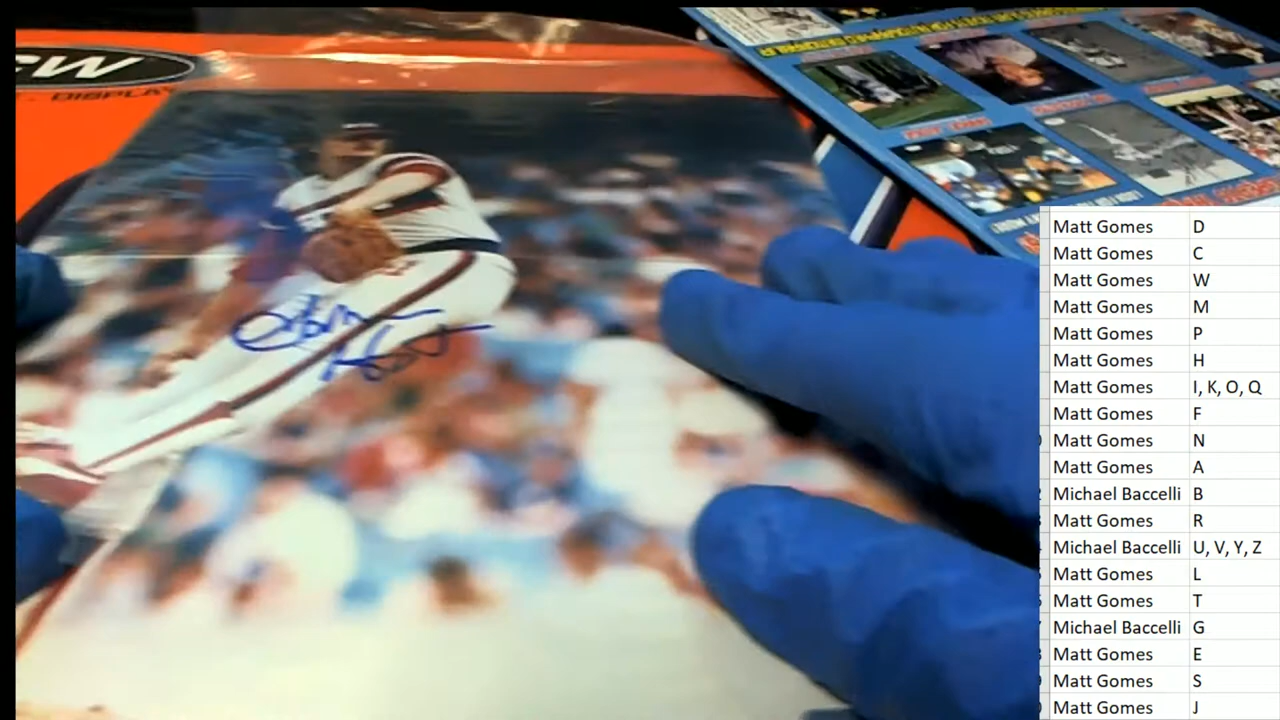 CW
DISPLAY
Matt Gomes D
Matt Gomes C
Matt Gomes W
Matt Gomes M
Matt Gomes P
Matt Gomes H
Matt Gomes I, K, O, Q
Matt Gomes F
Matt Gomes N
Matt Gomes A
Michael Baccelli B
Matt Gomes R
Michael Baccelli U, V, Y, Z
Matt Gomes L
Matt Gomes T
Michael Baccelli G
Matt Gomes E
Matt Gomes S
Matt Gomes J